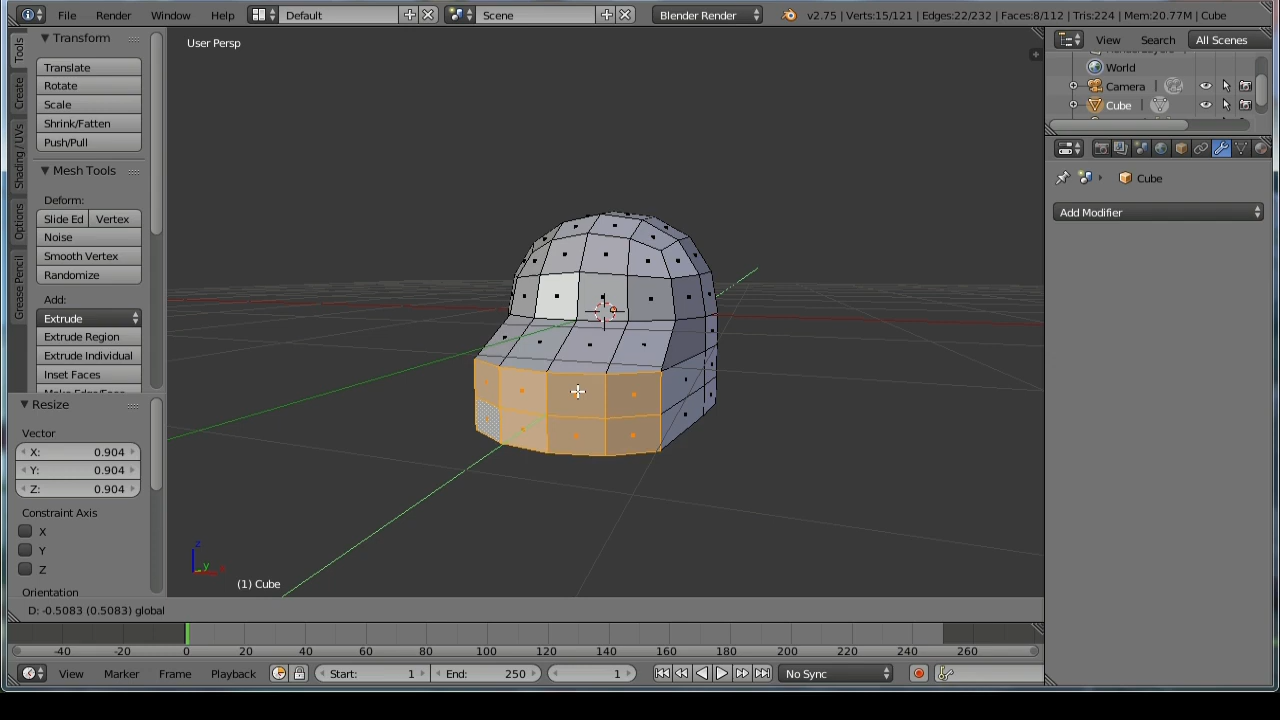 File Render Window Help Default Scene Blender Render v2.75 | Verts:15/121 | Edges:22/232 | Faces:8/112 | Tris:224 | Mem:20.77M | Cube
Tools
Create
Shading / UVs
Options
Grease Pencil
Transform
Translate
Rotate
Scale
Shrink/Fatten
Push/Pull
Mesh Tools
Deform:
Slide Ed Vertex
Noise
Smooth Vertex
Randomize
Add:
Extrude
Extrude Region
Extrude Individual
Inset Faces
Resize
Vector
X: 0.904
Y: 0.904
Z: 0.904
Constraint Axis
X
Y
Z
Orientation
User Persp
z
y
(1) Cube
View Search All Scenes
World
Camera
Cube
Cube
Add Modifier
D: -0.5083 (0.5083) global
-40 -20 0 20 40 60 80 100 120 140 160 180 200 220 240 260
View Marker Frame Playback Start: 1 End: 250 1 No Sync